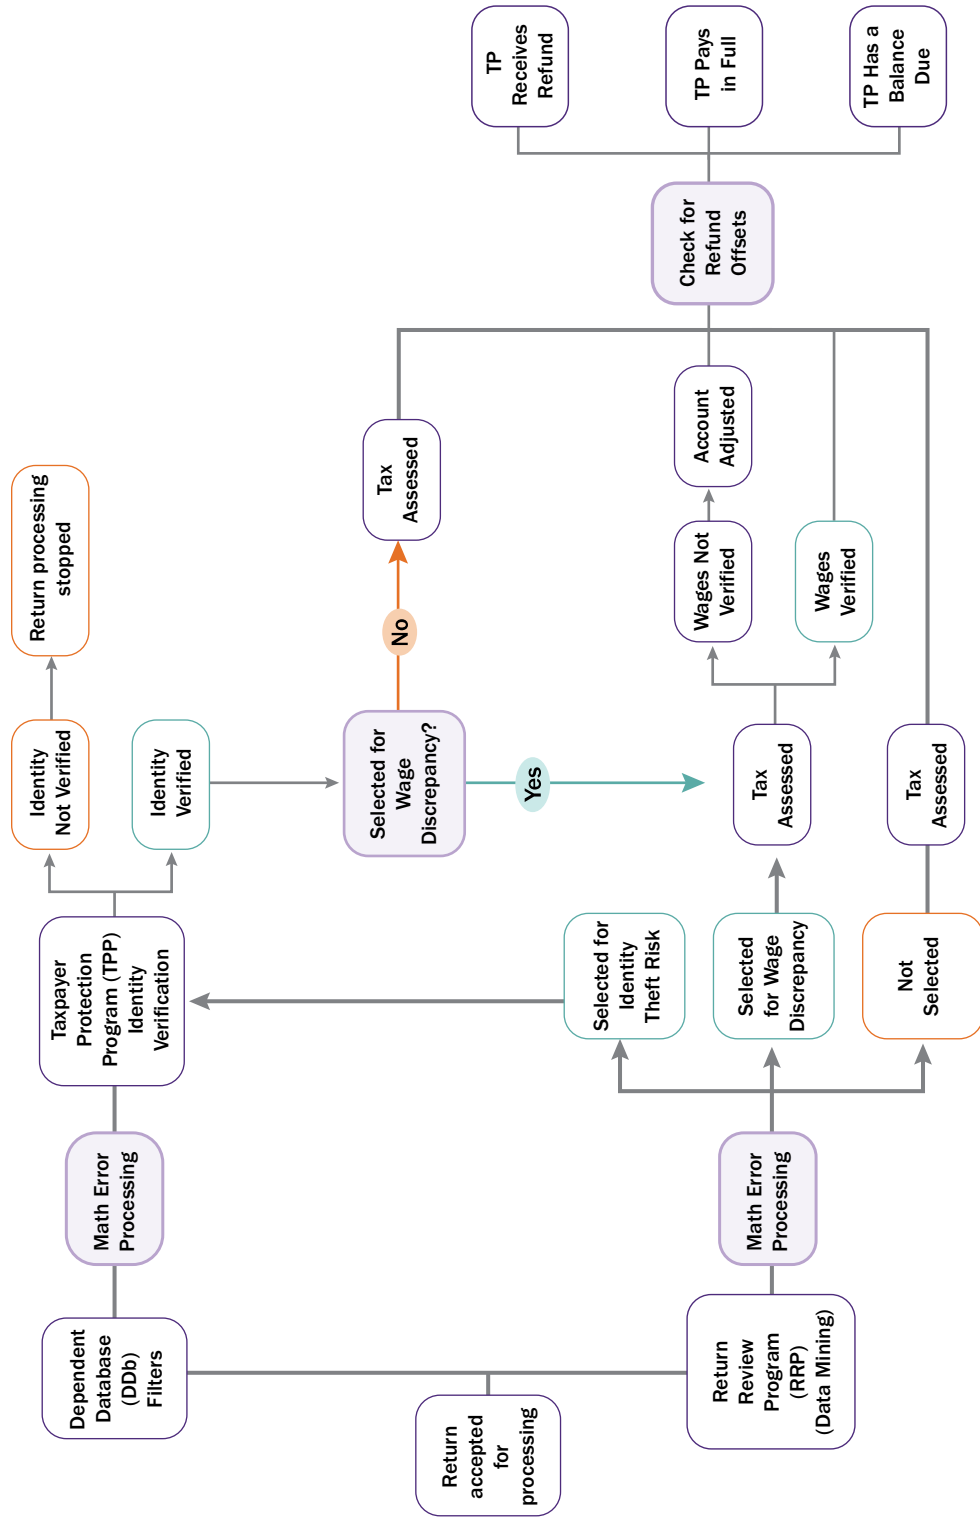 Return
accepted
for
processing
Dependent
Database
(DDb)
Filters
Math Error
Processing
Taxpayer
Protection
Program (TPP)
Identity
Verification
Identity
Not Verified
Return processing
stopped
Identity
Verified
Selected for
Wage
Discrepancy?
No
Tax
Assessed
Yes
Return
Review
Program
(RRP)
(Data Mining)
Math Error
Processing
Selected for
Identity
Theft Risk
Selected
for Wage
Discrepancy
Not
Selected
Tax
Assessed
Tax
Assessed
Wages Not
Verified
Wages
Verified
Account
Adjusted
Check for
Refund
Offsets
TP
Receives
Refund
TP Pays
in Full
TP Has a
Balance
Due